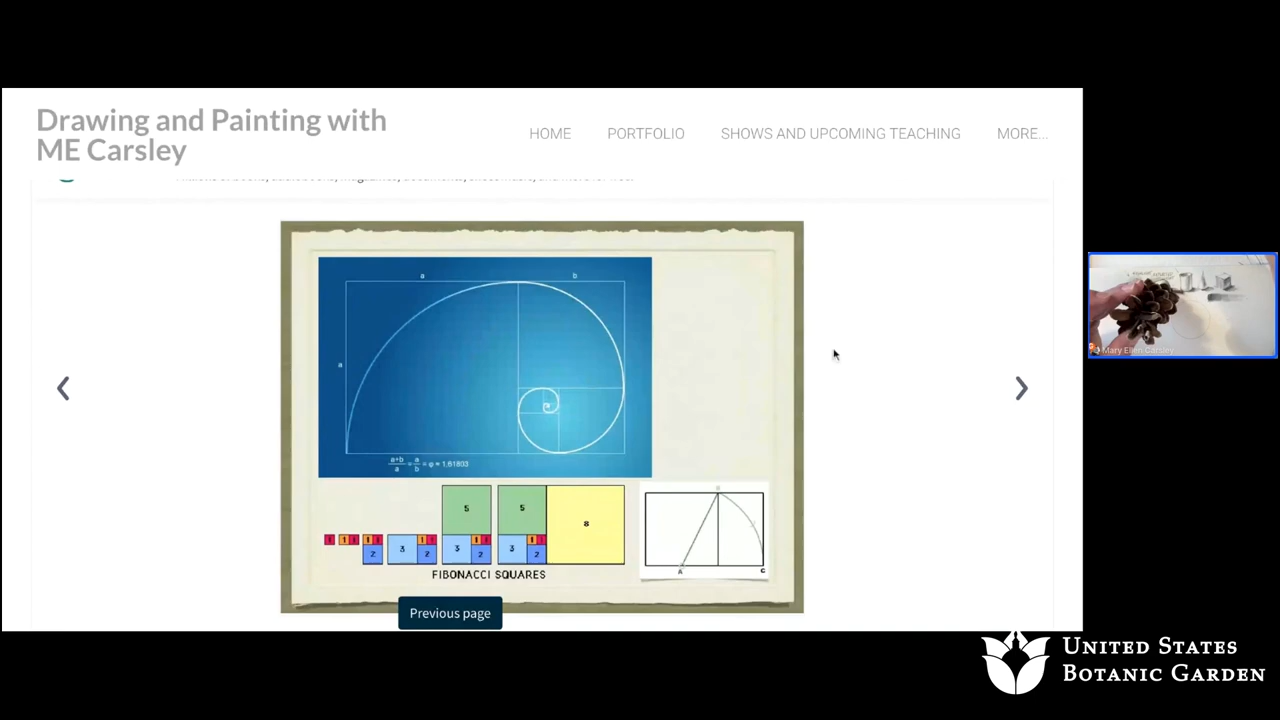 Drawing and Painting with
ME Carsley
HOME PORTFOLIO SHOWS AND UPCOMING TEACHING MORE...
a b
a
a+b
a
=
a
b
= φ = 1,61803
5 5 8
1 1 1 1 1 1 1 1 1 1 1
2 3 2 3 2 3 2
FIBONACCI SQUARES
A
Previous page
Mary Ellen Carsley
UNITED STATES
BOTANIC GARDEN